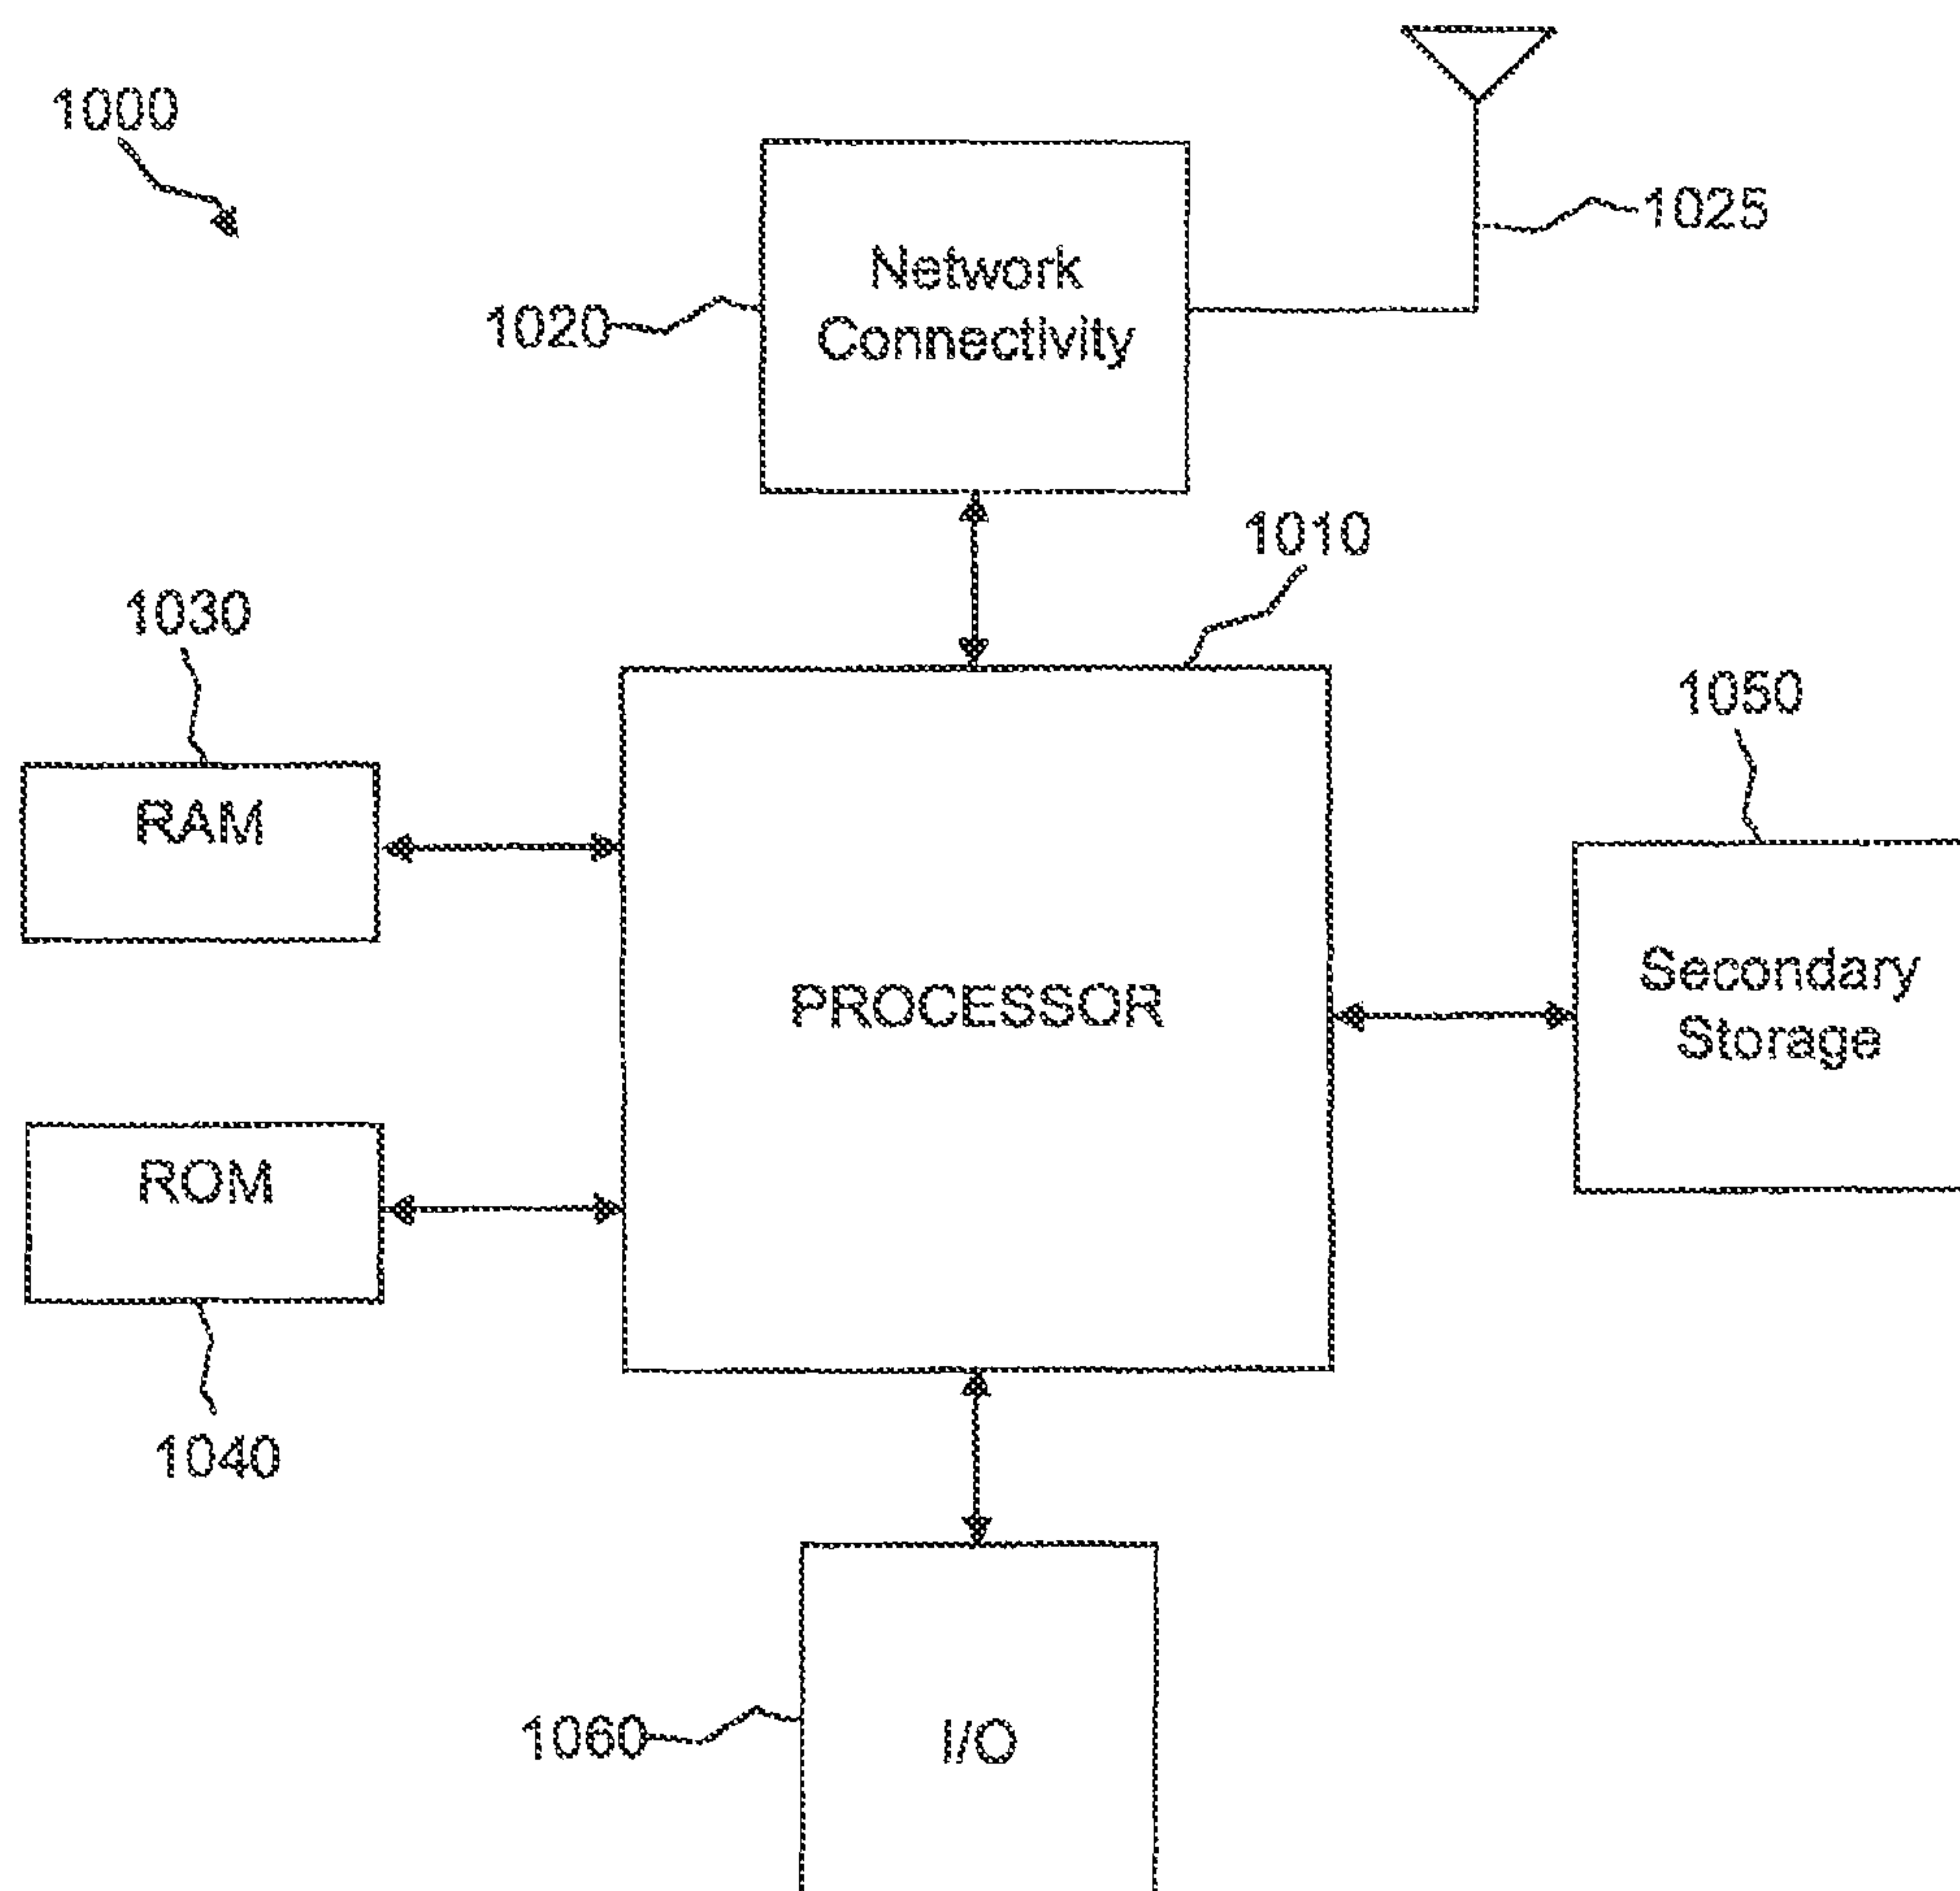 1000
1025
Network
Connectivity
1020
1010
1030
1050
RAM
PROCESSOR
Secondary
Storage
ROM
1040
1060
I/O